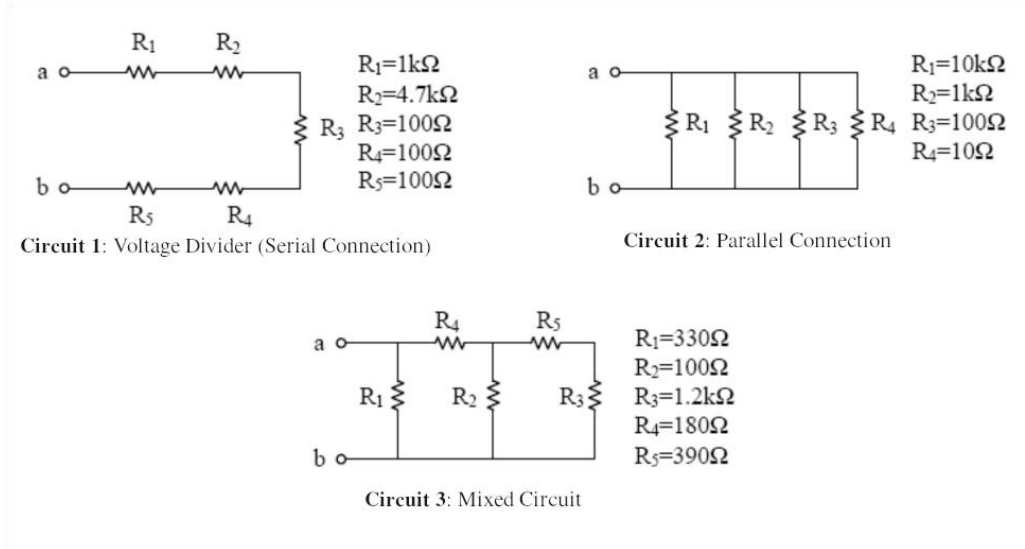 R₁ R₂
a
R₁=1kΩ
R₂=4.7kΩ
R₃ R₃=100Ω
R₄=100Ω
b
R₅=100Ω
R₅ R₄
Circuit 1: Voltage Divider (Serial Connection)
a
R₁=10kΩ
R₂=1kΩ
R₁ R₂ R₃ R₄ R₃=100Ω
R₄=10Ω
b
Circuit 2: Parallel Connection
R₄ R₅
a
R₁=330Ω
R₂=100Ω
R₁ R₂ R₃ R₃=1.2kΩ
R₄=180Ω
b
R₅=390Ω
Circuit 3: Mixed Circuit